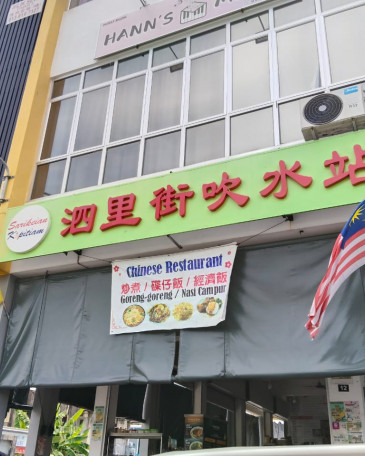 HANN'S
Sarikeian
Kopitiam
泗里街吹水站
Chinese Restaurant
炒煮 / 碟仔飯 / 經濟飯
Goreng-goreng / Nasi Campur
12